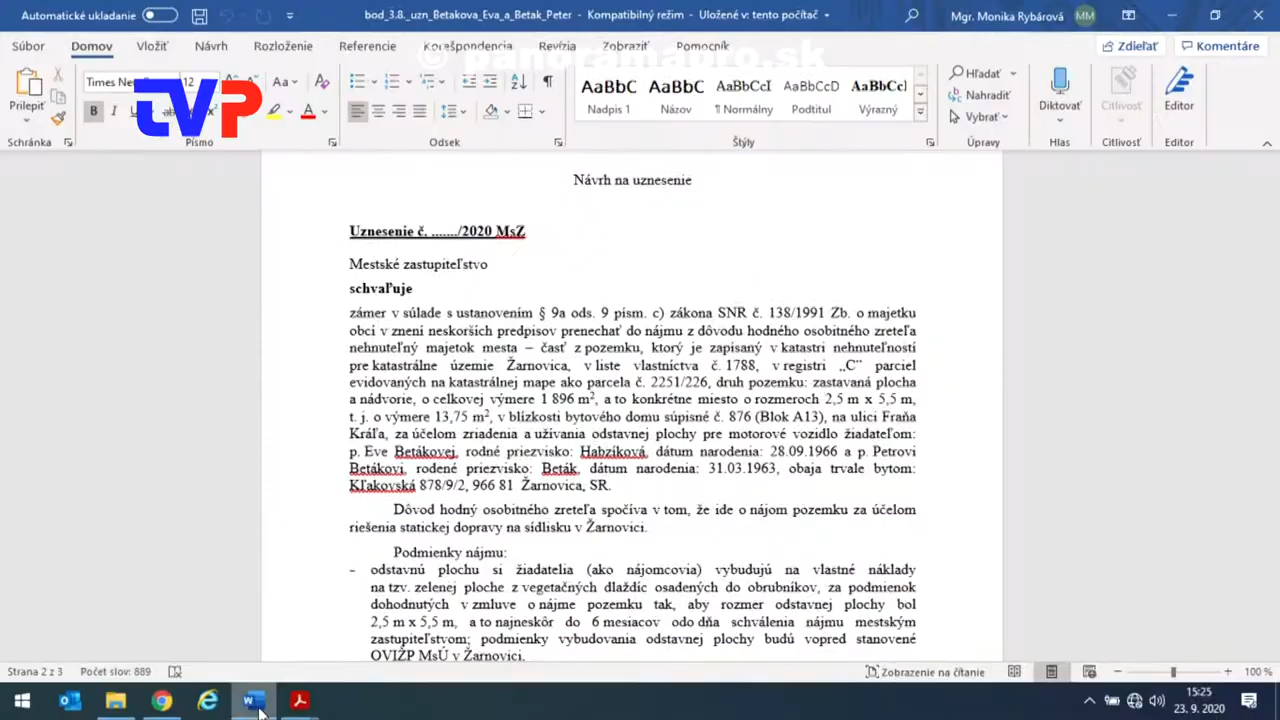 Automatické ukladanie
bod_3.8._uzn_Betakova_Eva_a_Betak_Peter - Kompatibilný režim - Uložené v: tento počítač
Mgr. Monika Rybárová MM
Súbor Domov Vložiť Návrh Rozloženie Referencie Korešpondencia Revízia Zobraziť Pomocník Zdieľať Komentáre
© panoramapro.sk
Prilepiť
Times New 12
B I
Aa A
TVP
AaBbC AaBbC AaBbCcI AaBbCcD AaBbCcI
Nadpis 1 Názov ¶ Normálny Podtitul Výrazný
Hľadať
Nahradiť
Vybrať
Diktovať Citlivosť Editor
Schránka Písmo Odsek Štýly Úpravy Hlas Citlivosť Editor
Návrh na uznesenie
Uznesenie č. ......./2020 MsZ
Mestské zastupiteľstvo
schvaľuje
zámer v súlade s ustanovením § 9a ods. 9 písm. c) zákona SNR č. 138/1991 Zb. o majetku
obcí v znení neskorších predpisov prenechať do nájmu z dôvodu hodného osobitného zreteľa
nehnuteľný majetok mesta – časť z pozemku, ktorý je zapísaný v katastri nehnuteľností
pre katastrálne územie Žarnovica, v liste vlastníctva č. 1788, v registri „C" parciel
evidovaných na katastrálnej mape ako parcela č. 2251/226, druh pozemku: zastavaná plocha
a nádvorie, o celkovej výmere 1 896 m², a to konkrétne miesto o rozmeroch 2,5 m x 5,5 m,
t. j. o výmere 13,75 m², v blízkosti bytového domu súpisné č. 876 (Blok A13), na ulici Fraňa
Kráľa, za účelom zriadenia a užívania odstavnej plochy pre motorové vozidlo žiadateľom:
p. Eve Betákovej, rodné priezvisko: Habzíková, dátum narodenia: 28.09.1966 a p. Petrovi
Betákovi, rodené priezvisko: Beták, dátum narodenia: 31.03.1963, obaja trvale bytom:
Kľakovská 878/9/2, 966 81 Žarnovica, SR.
Dôvod hodný osobitného zreteľa spočíva v tom, že ide o nájom pozemku za účelom
riešenia statickej dopravy na sídlisku v Žarnovici.
Podmienky nájmu:
- odstavnú plochu si žiadatelia (ako nájomcovia) vybudujú na vlastné náklady
na tzv. zelenej ploche z vegetačných dlaždíc osadených do obrubníkov, za podmienok
dohodnutých v zmluve o nájme pozemku tak, aby rozmer odstavnej plochy bol
2,5 m x 5,5 m, a to najneskôr do 6 mesiacov odo dňa schválenia nájmu mestským
zastupiteľstvom; podmienky vybudovania odstavnej plochy budú vopred stanovené
OVIŽP MsÚ v Žarnovici.
Strana 2 z 3 Počet slov: 889 Zobrazenie na čítanie 100 %
15:25
23. 9. 2020